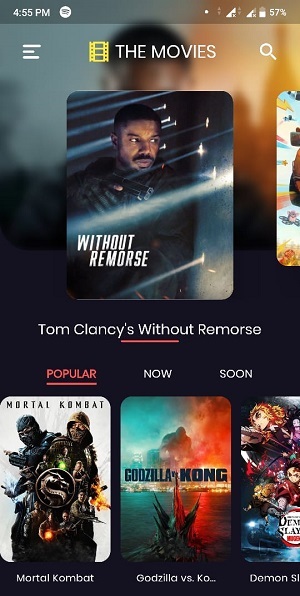 4:55 PM
57%
THE MOVIES
WITHOUT
REMORSE
Tom Clancy's Without Remorse
POPULAR NOW SOON
MORTAL KOMBAT
GODZILLA VS. KONG
DEMON
SLAY
Mortal Kombat Godzilla vs. Ko... Demon Sl